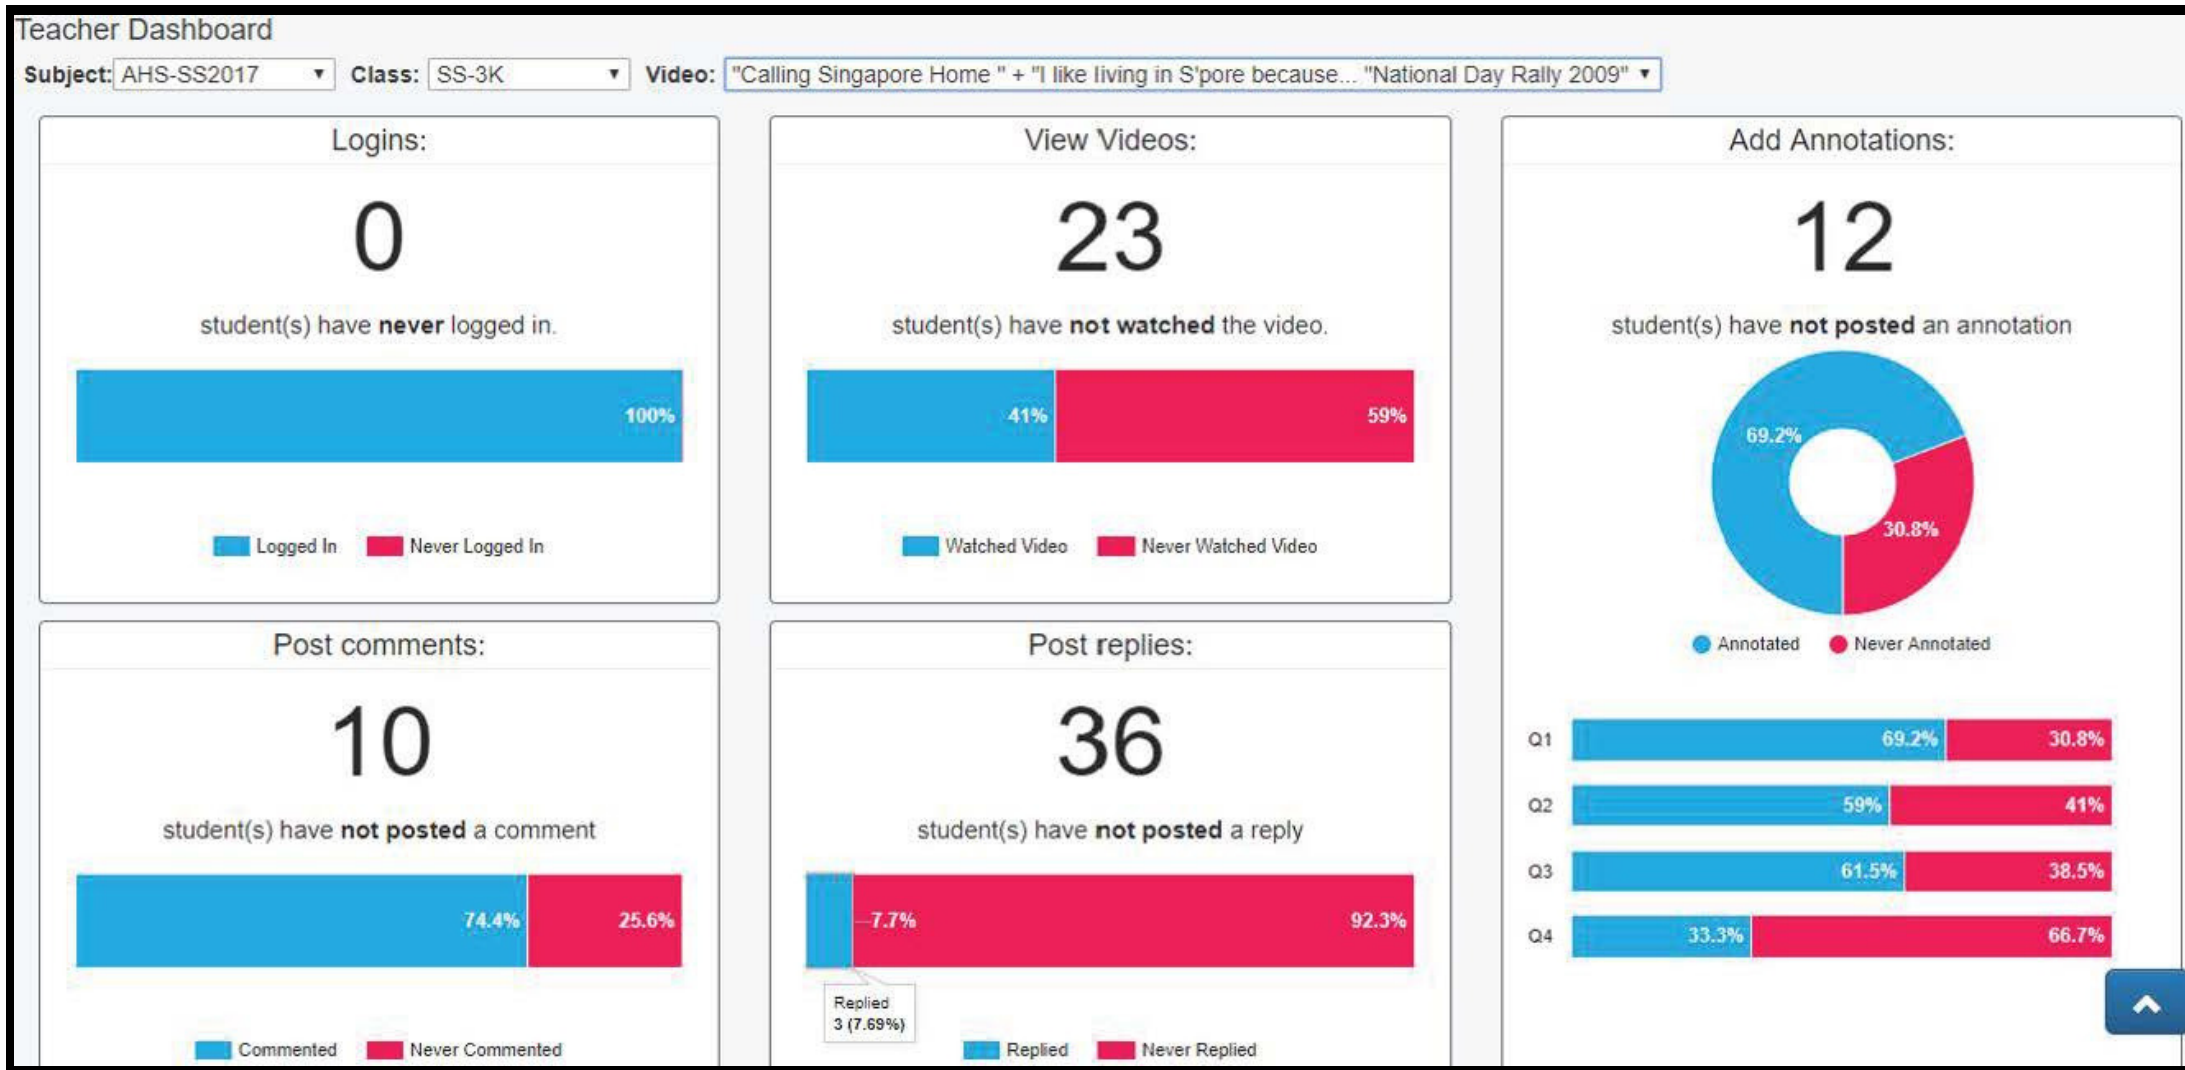 Teacher Dashboard
Subject: AHS-SS2017 Class: SS-3K Video: "Calling Singapore Home " + "I like living in S'pore because... "National Day Rally 2009"
Logins:
0
student(s) have never logged in.
100%
Logged In Never Logged In
View Videos:
23
student(s) have not watched the video.
41% 59%
Watched Video Never Watched Video
Add Annotations:
12
student(s) have not posted an annotation
69.2%
30.8%
Annotated Never Annotated
Q1 69.2% 30.8%
Q2 59% 41%
Q3 61.5% 38.5%
Q4 33.3% 66.7%
Post comments:
10
student(s) have not posted a comment
74.4% 25.6%
Commented Never Commented
Post replies:
36
student(s) have not posted a reply
7.7% 92.3%
Replied
3 (7.69%)
Replied Never Replied